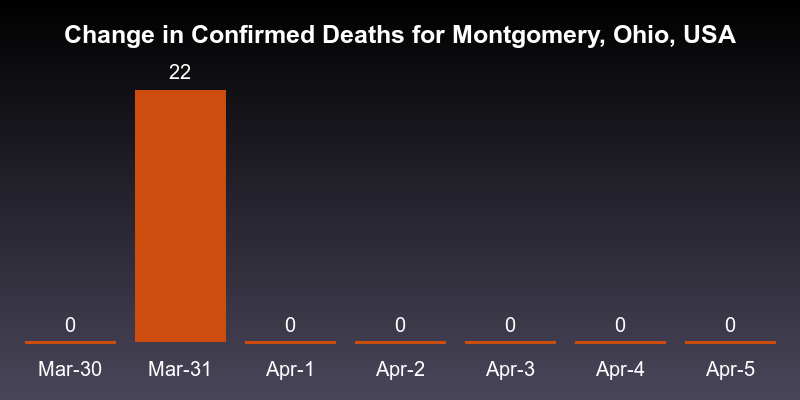 Change in Confirmed Deaths for Montgomery, Ohio, USA
22
0 0 0 0 0 0
Mar-30 Mar-31 Apr-1 Apr-2 Apr-3 Apr-4 Apr-5